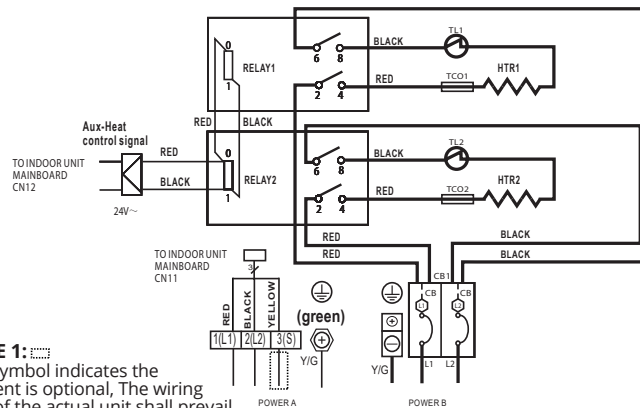 TL1
BLACK
0
6 8
RELAY1
HTR1
TCO1
RED
1
2 4
Aux-Heat
control signal
RED BLACK
TL2
0
BLACK
TO INDOOR UNIT
MAINBOARD
CN12
RED
6 8
RELAY2
HTR2
TCO2
BLACK
RED
1
2 4
24V~
RED
BLACK
TO INDOOR UNIT
MAINBOARD
CN11
RED
BLACK
3
CB1
CB CB
L1 L2
RED
BLACK
YELLOW
(green)
1(L1) 2(L2) 3(S)
Y/G
Y/G
L1 L2
E 1:
symbol indicates the
ent is optional, The wiring
of the actual unit shall prevail
POWER A
POWER B